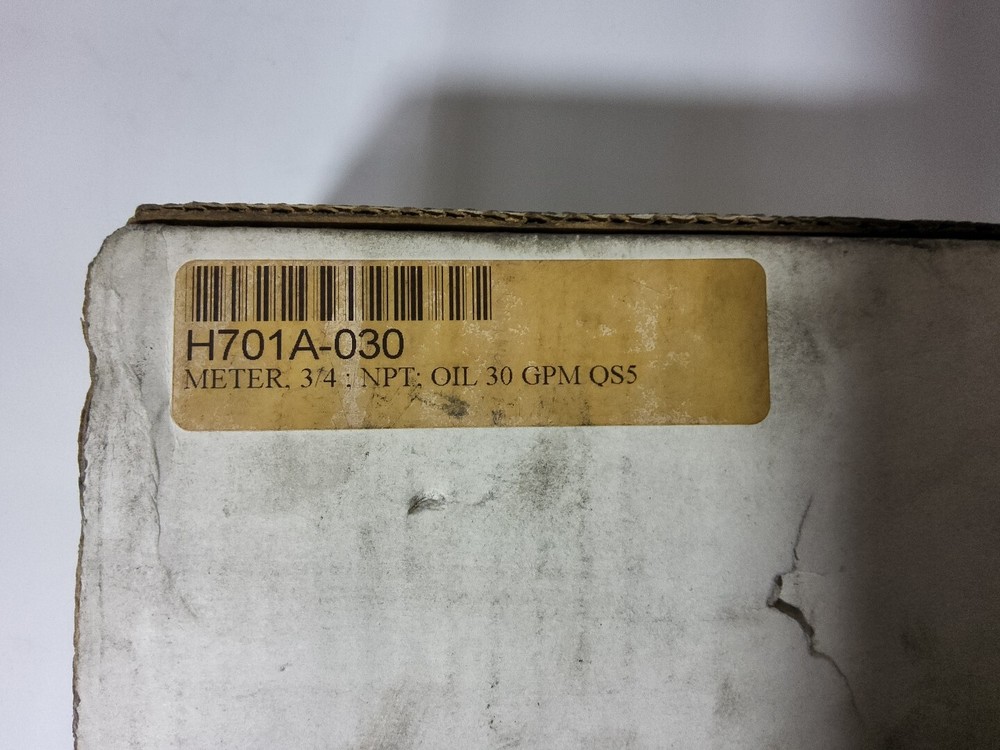 H701A-030
METER, 3/4 ; NPT; OIL 30 GPM QS5